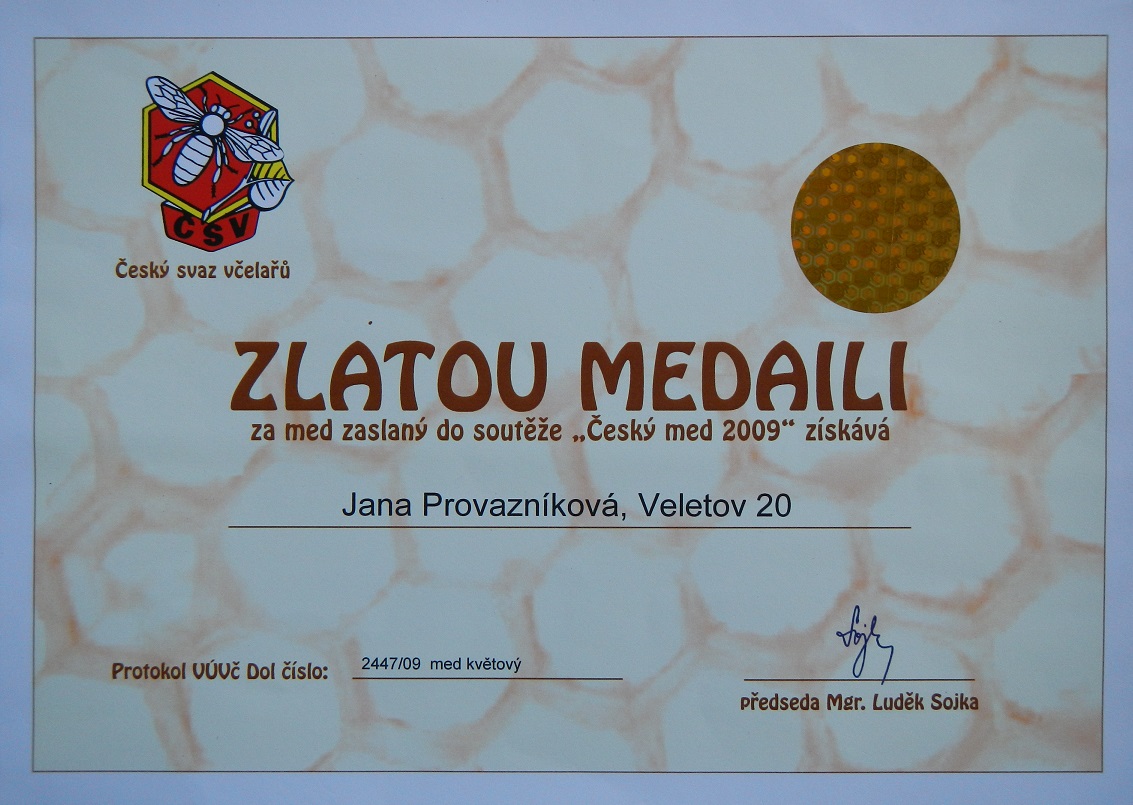 ČSV
Český svaz včelařů
ZLATOU MEDAILI
za med zaslaný do soutěže „Český med 2009“ získává
Jana Provazníková, Veletov 20
Protokol VÚVč Dol číslo: 2447/09 med květový
Sojka
předseda Mgr. Luděk Sojka